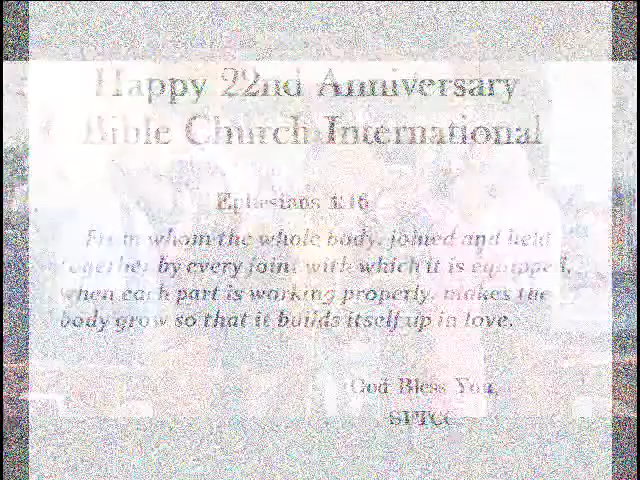 Happy 22nd Anniversary
Bible Church International
Ephesians
From whom the whole body, joined and held
together by every joint with which it is equipped,
when each part is working properly, makes the
body grow so that it builds itself up in love.
God Bless You,